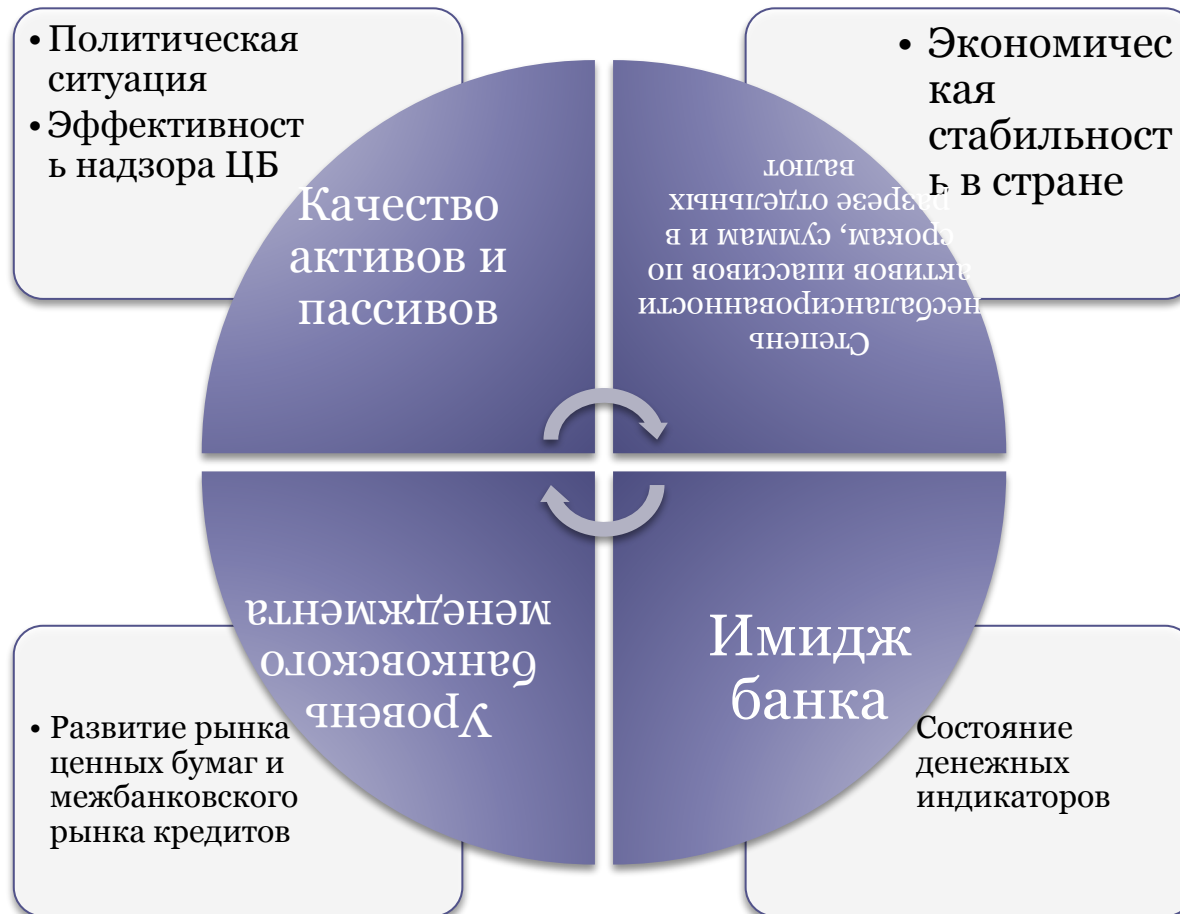 • Политическая
ситуация
• Эффективност
ь надзора ЦБ
• Экономичес
кая
стабильност
ь в стране
Качество
активов и
пассивов
Степень
несбалансированности
активов ипассивов по
срокам, суммам и в
разрезе отдельных
валют
Уровень
банковского
менеджмента
Имидж
банка
• Развитие рынка
ценных бумаг и
межбанковского
рынка кредитов
Состояние
денежных
индикаторов